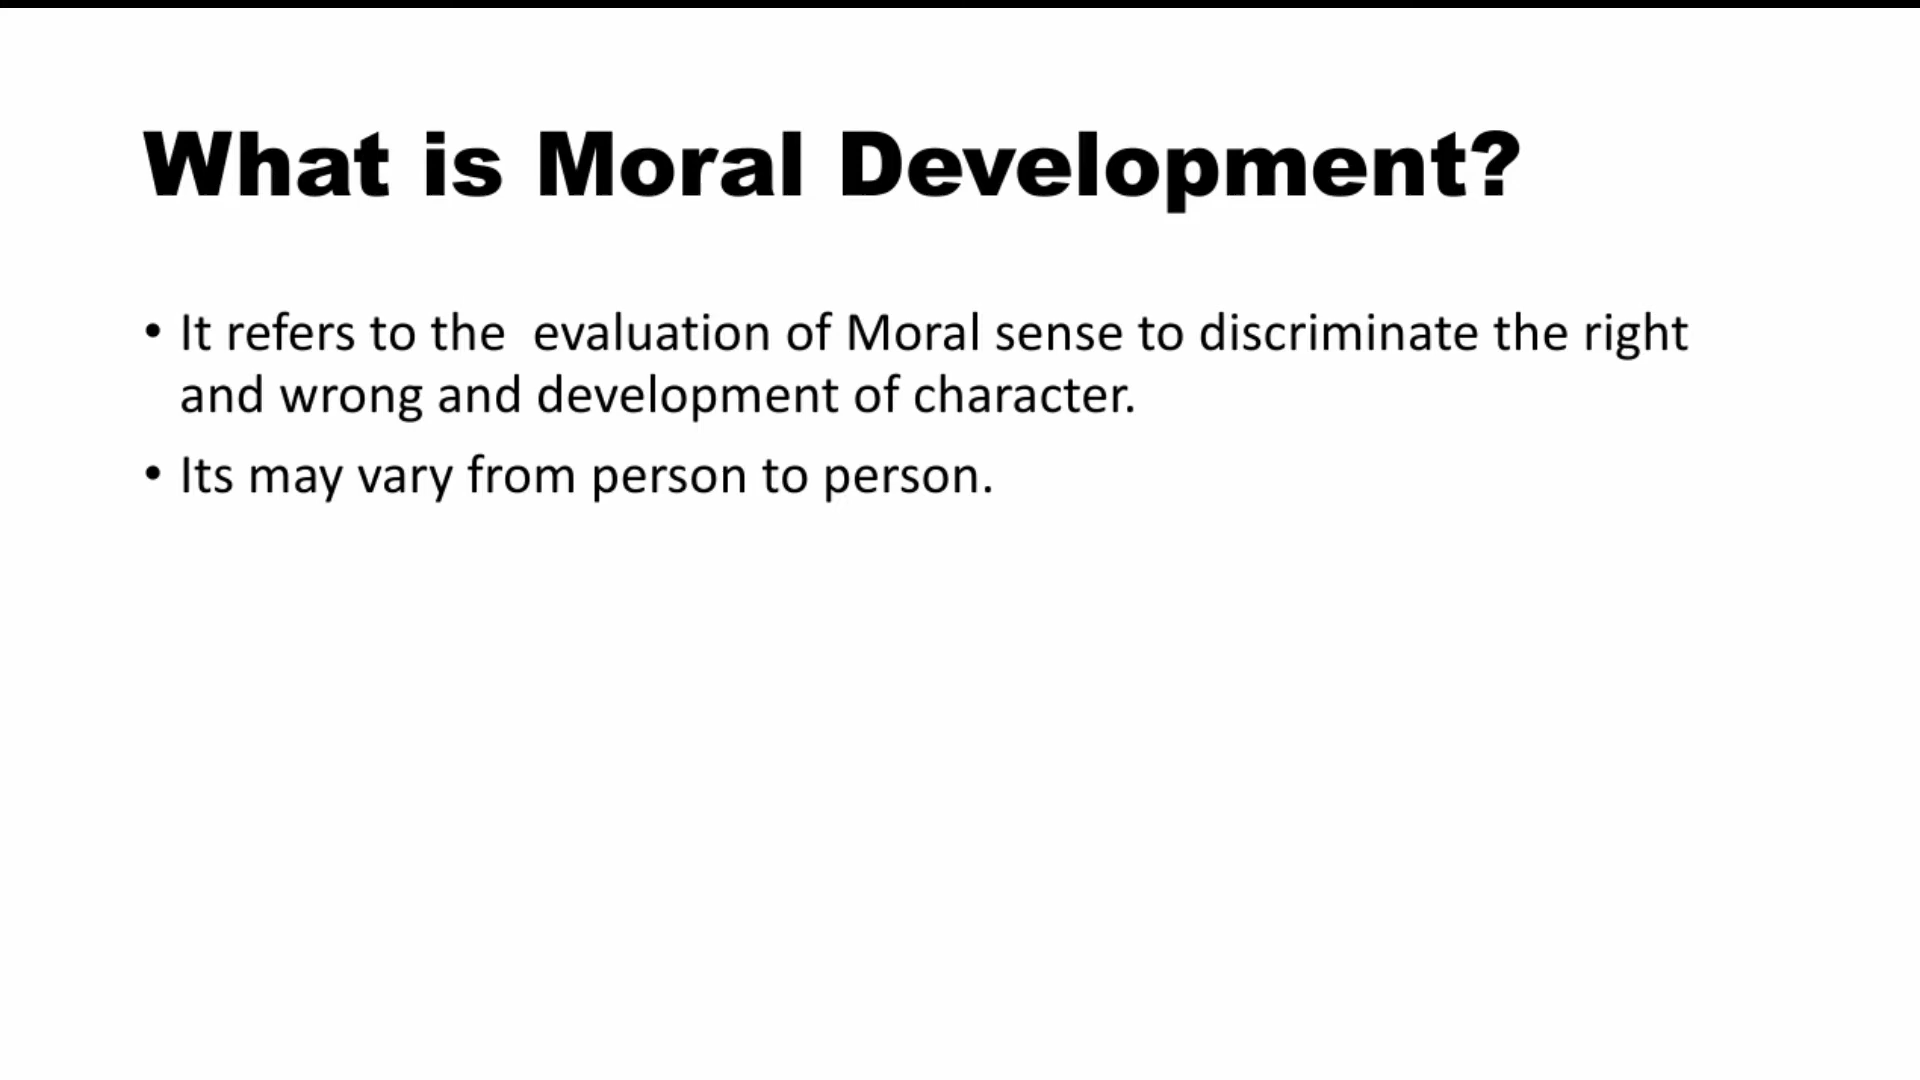 What is Moral Development?
• It refers to the  evaluation of Moral sense to discriminate the right
and wrong and development of character.
• Its may vary from person to person.